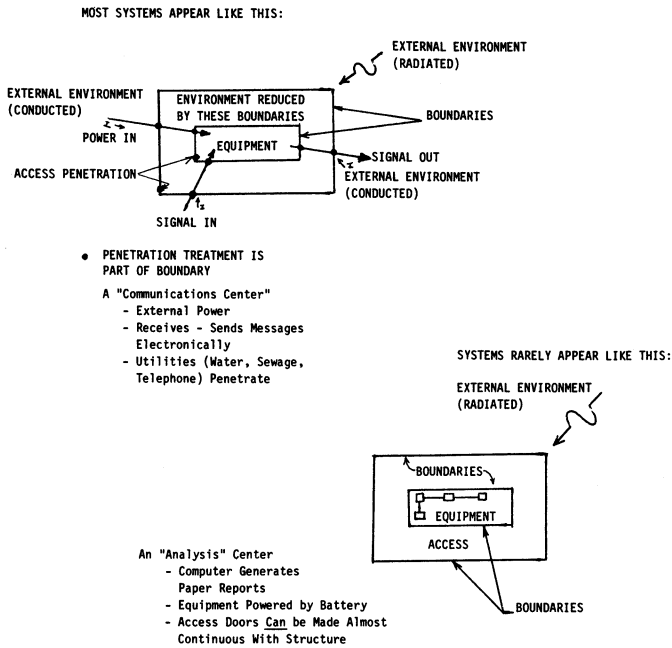 MOST SYSTEMS APPEAR LIKE THIS:
EXTERNAL ENVIRONMENT
(RADIATED)
EXTERNAL ENVIRONMENT
(CONDUCTED)
I
POWER IN
ENVIRONMENT REDUCED
BY THESE BOUNDARIES
BOUNDARIES
EQUIPMENT
SIGNAL OUT
I
EXTERNAL ENVIRONMENT
(CONDUCTED)
ACCESS PENETRATION
I
SIGNAL IN
• PENETRATION TREATMENT IS
PART OF BOUNDARY
A "Communications Center"
- External Power
- Receives - Sends Messages
Electronically
- Utilities (Water, Sewage,
Telephone) Penetrate
SYSTEMS RARELY APPEAR LIKE THIS:
EXTERNAL ENVIRONMENT
(RADIATED)
BOUNDARIES
EQUIPMENT
ACCESS
BOUNDARIES
An "Analysis" Center
- Computer Generates
Paper Reports
- Equipment Powered by Battery
- Access Doors Can be Made Almost
Continuous With Structure